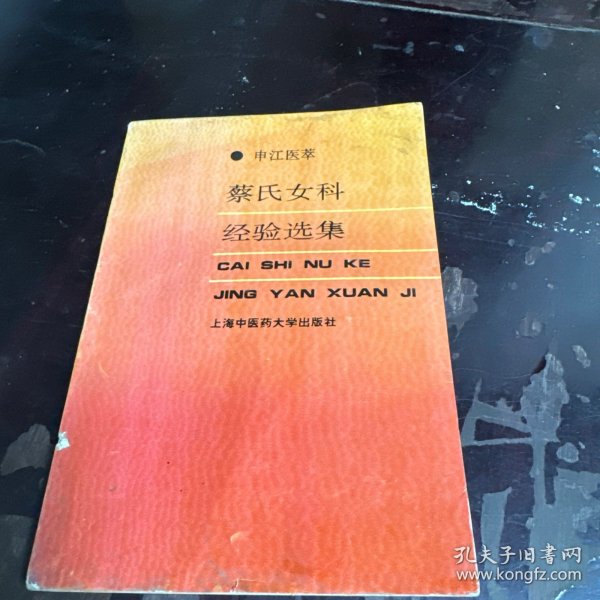 ● 申江医萃
蔡氏女科
经验选集
CAI SHI NU KE
JING YAN XUAN JI
上海中医药大学出版社
孔夫子旧书网
www.kongfz.com